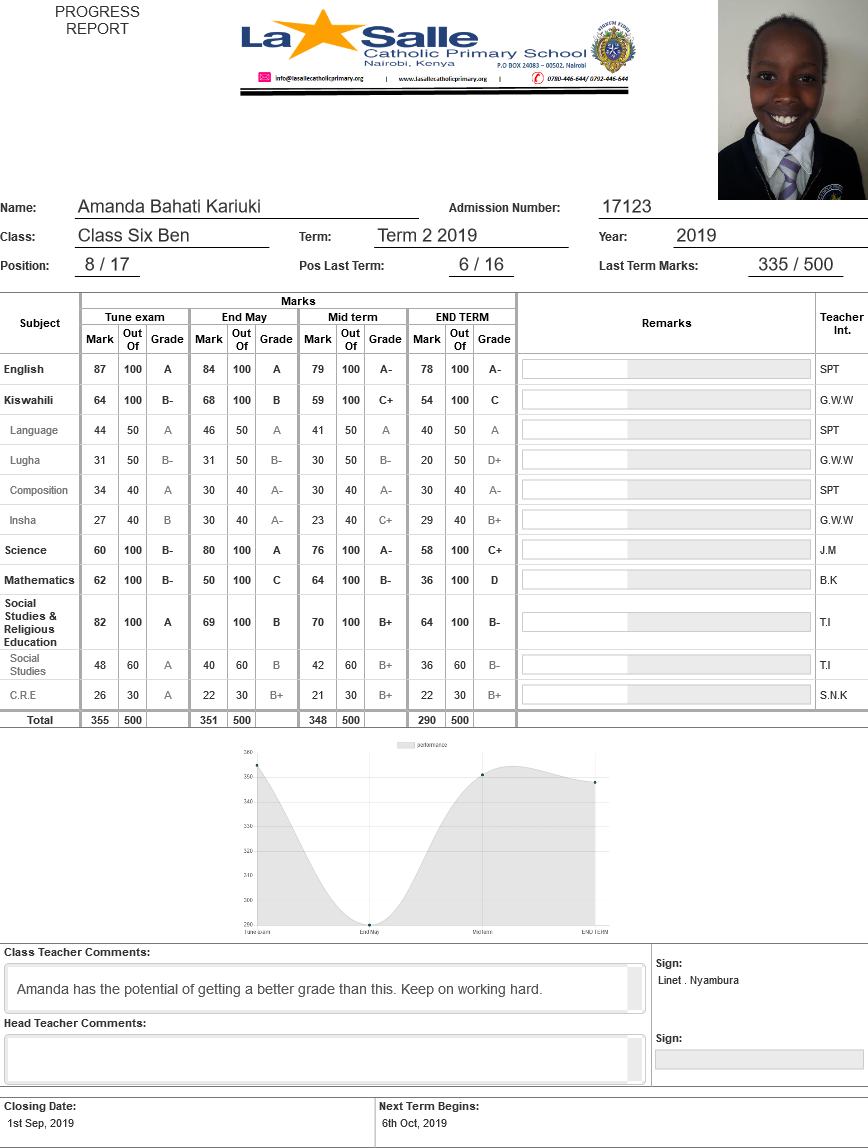 PROGRESS
REPORT
La Salle
Catholic Primary School
Nairobi, Kenya
P.O BOX 24083 – 00502, Nairobi
info@lasallecatholicprimary.org | www.lasallecatholicprimary.org | 0780-446-644/ 0792-446-644
Name: Amanda Bahati Kariuki Admission Number: 17123
Class: Class Six Ben Term: Term 2 2019 Year: 2019
Position: 8 / 17 Pos Last Term: 6 / 16 Last Term Marks: 335 / 500
Subject Marks Remarks Teacher Int.
Tune exam End May Mid term END TERM
Mark Out Of Grade Mark Out Of Grade Mark Out Of Grade Mark Out Of Grade
English 87 100 A 84 100 A 79 100 A- 78 100 A- SPT
Kiswahili 64 100 B- 68 100 B 59 100 C+ 54 100 C G.W.W
Language 44 50 A 46 50 A 41 50 A 40 50 A SPT
Lugha 31 50 B- 31 50 B- 30 50 B- 20 50 D+ G.W.W
Composition 34 40 A 30 40 A- 30 40 A- 30 40 A- SPT
Insha 27 40 B 30 40 A- 23 40 C+ 29 40 B+ G.W.W
Science 60 100 B- 80 100 A 76 100 A- 58 100 C+ J.M
Mathematics 62 100 B- 50 100 C 64 100 B- 36 100 D B.K
Social Studies & Religious Education 82 100 A 69 100 B 70 100 B+ 64 100 B- T.I
Social Studies 48 60 A 40 60 B 42 60 B+ 36 60 B- T.I
C.R.E 26 30 A 22 30 B+ 21 30 B+ 22 30 B+ S.N.K
Total 355 500 351 500 348 500 290 500
performance
360
350
340
330
320
310
300
290
Tune exam End May Mid term END TERM
Class Teacher Comments:
Amanda has the potential of getting a better grade than this. Keep on working hard.
Sign:
Linet . Nyambura
Head Teacher Comments:
Sign:
Closing Date: Next Term Begins:
1st Sep, 2019 6th Oct, 2019